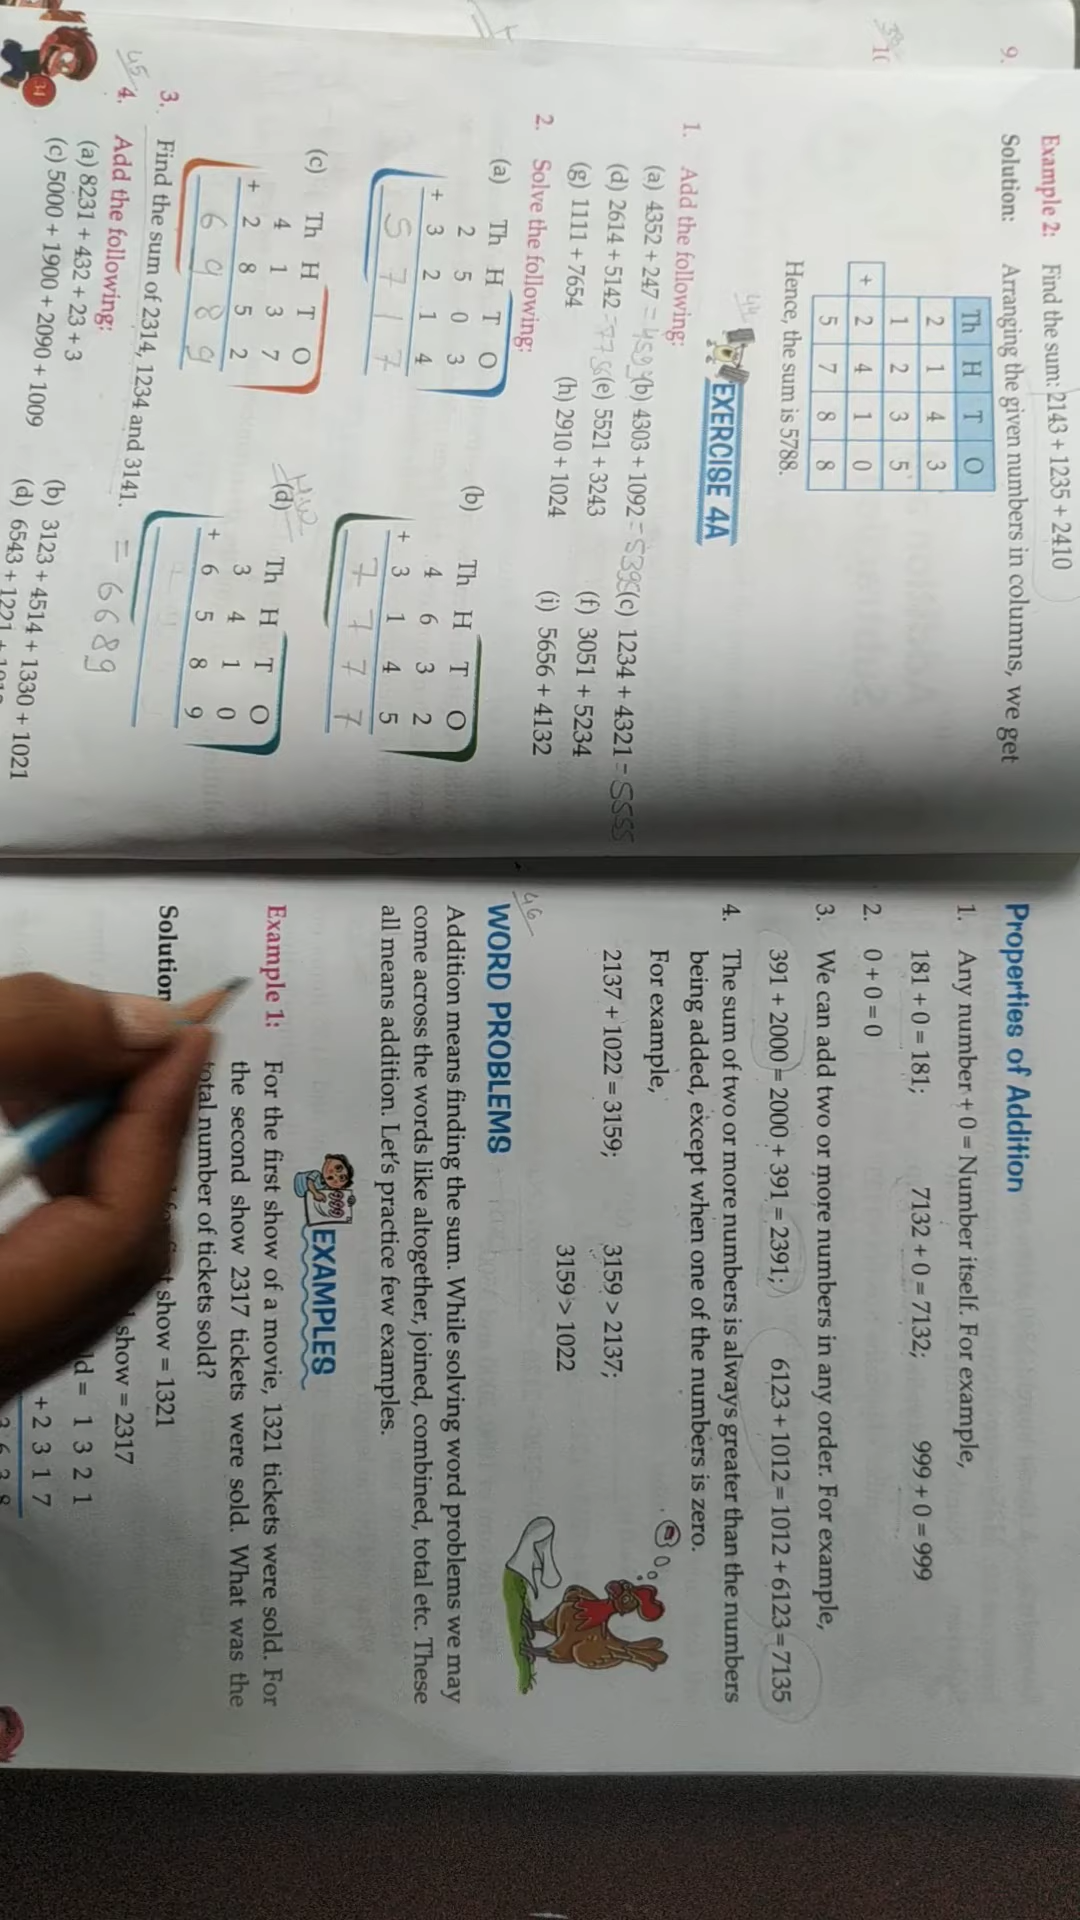 9.
10
Example 2: Find the sum: 2143 + 1235 + 2410
Solution: Arranging the given numbers in columns, we get
Th H T O
2 1 4 3
1 2 3 5
+ 2 4 1 0
5 7 8 8
Hence, the sum is 5788.
44
EXERCISE 4A
1. Add the following:
(a) 4352 + 247 = 4599 (b) 4303 + 1092 = 5395 (c) 1234 + 4321 - 5555
(d) 2614 + 5142 = 7756 (e) 5521 + 3243 (f) 3051 + 5234
(g) 1111 + 7654 (h) 2910 + 1024 (i) 5656 + 4132
2. Solve the following:
(a) Th H T O
2 5 0 3
+ 3 2 1 4
5 7 1 7
(b) Th H T O
4 6 3 2
+ 3 1 4 5
7 7 7 7
(c) Th H T O
4 1 3 7
+ 2 8 5 2
6 9 8 9
H.W
(d) Th H T O
3 4 1 0
+ 6 5 8 9
3. Find the sum of 2314, 1234 and 3141. = 6689
45
4. Add the following:
(a) 8231 + 432 + 23 + 3 (b) 3123 + 4514 + 1330 + 1021
(c) 5000 + 1900 + 2090 + 1009 (d) 6543 + 1221 +
34
Properties of Addition
1. Any number + 0 = Number itself. For example,
181 + 0 = 181; 7132 + 0 = 7132; 999 + 0 = 999
2. 0 + 0 = 0
3. We can add two or more numbers in any order. For example,
391 + 2000 = 2000 + 391 = 2391; 6123 + 1012 = 1012 + 6123 = 7135
4. The sum of two or more numbers is always greater than the numbers
being added, except when one of the numbers is zero.
For example,
2137 + 1022 = 3159; 3159 > 2137;
3159 > 1022
46
WORD PROBLEMS
Addition means finding the sum. While solving word problems we may
come across the words like altogether, joined, combined, total etc. These
all means addition. Let's practice few examples.
EXAMPLES
Example 1: For the first show of a movie, 1321 tickets were sold. For
the second show 2317 tickets were sold. What was the
total number of tickets sold?
Solution show = 1321
show = 2317
= 1 3 2 1
+ 2 3 1 7
3 6 3 8